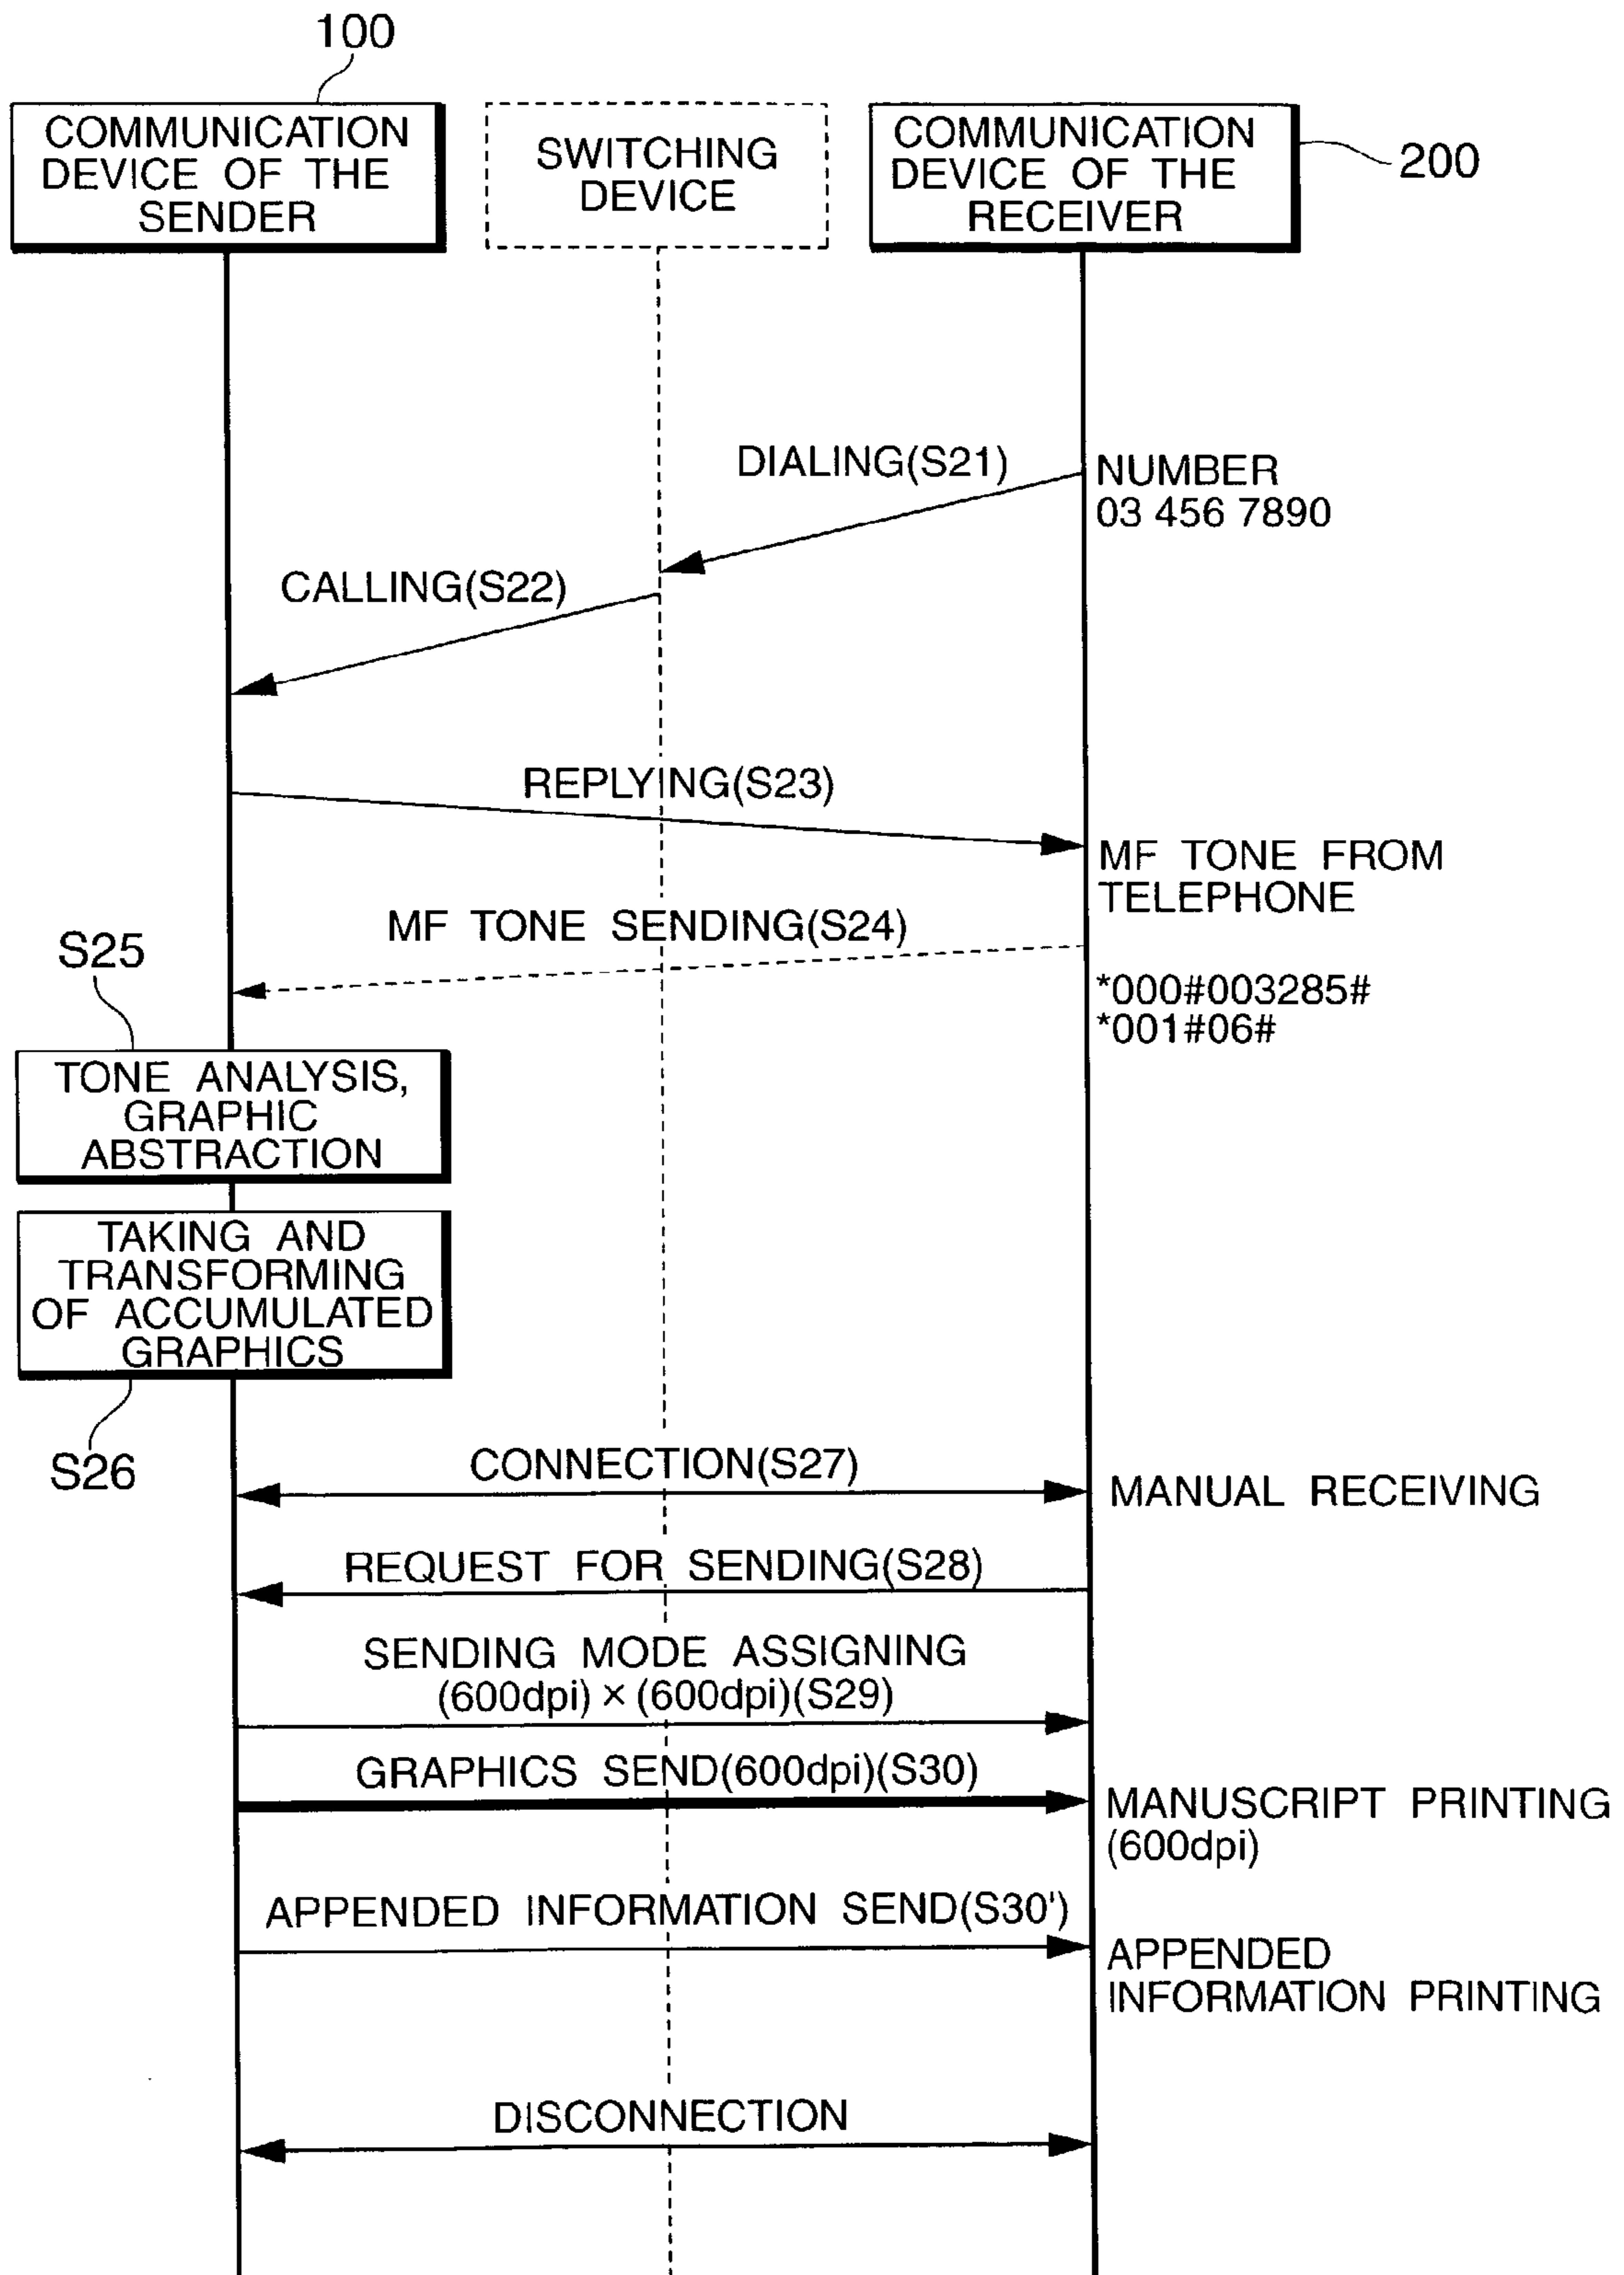 100
COMMUNICATION
DEVICE OF THE
SENDER
SWITCHING
DEVICE
COMMUNICATION
DEVICE OF THE
RECEIVER
200
DIALING(S21)
NUMBER
03 456 7890
CALLING(S22)
REPLYING(S23)
MF TONE FROM
TELEPHONE
MF TONE SENDING(S24)
S25
*000#003285#
*001#06#
TONE ANALYSIS,
GRAPHIC
ABSTRACTION
TAKING AND
TRANSFORMING
OF ACCUMULATED
GRAPHICS
S26
CONNECTION(S27)
MANUAL RECEIVING
REQUEST FOR SENDING(S28)
SENDING MODE ASSIGNING
(600dpi) × (600dpi)(S29)
GRAPHICS SEND(600dpi)(S30)
MANUSCRIPT PRINTING
(600dpi)
APPENDED INFORMATION SEND(S30')
APPENDED
INFORMATION PRINTING
DISCONNECTION